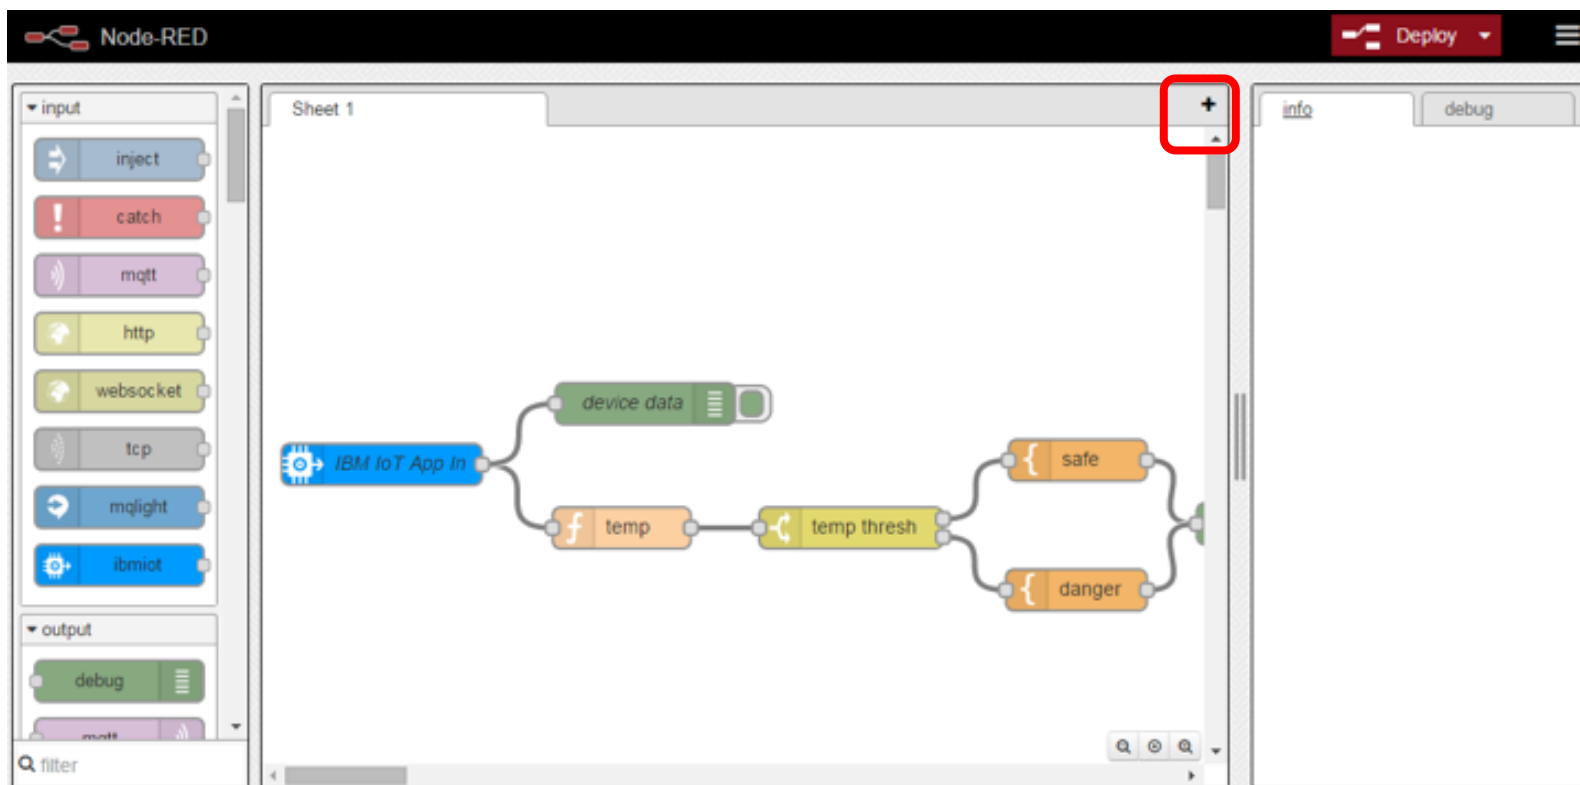 Node-RED
Deploy
input
inject
catch
mqtt
http
websocket
tcp
mqlight
ibmiot
output
debug
mqtt
filter
Sheet 1
+
device data
IBM IoT App In
temp
temp thresh
safe
danger
info
debug